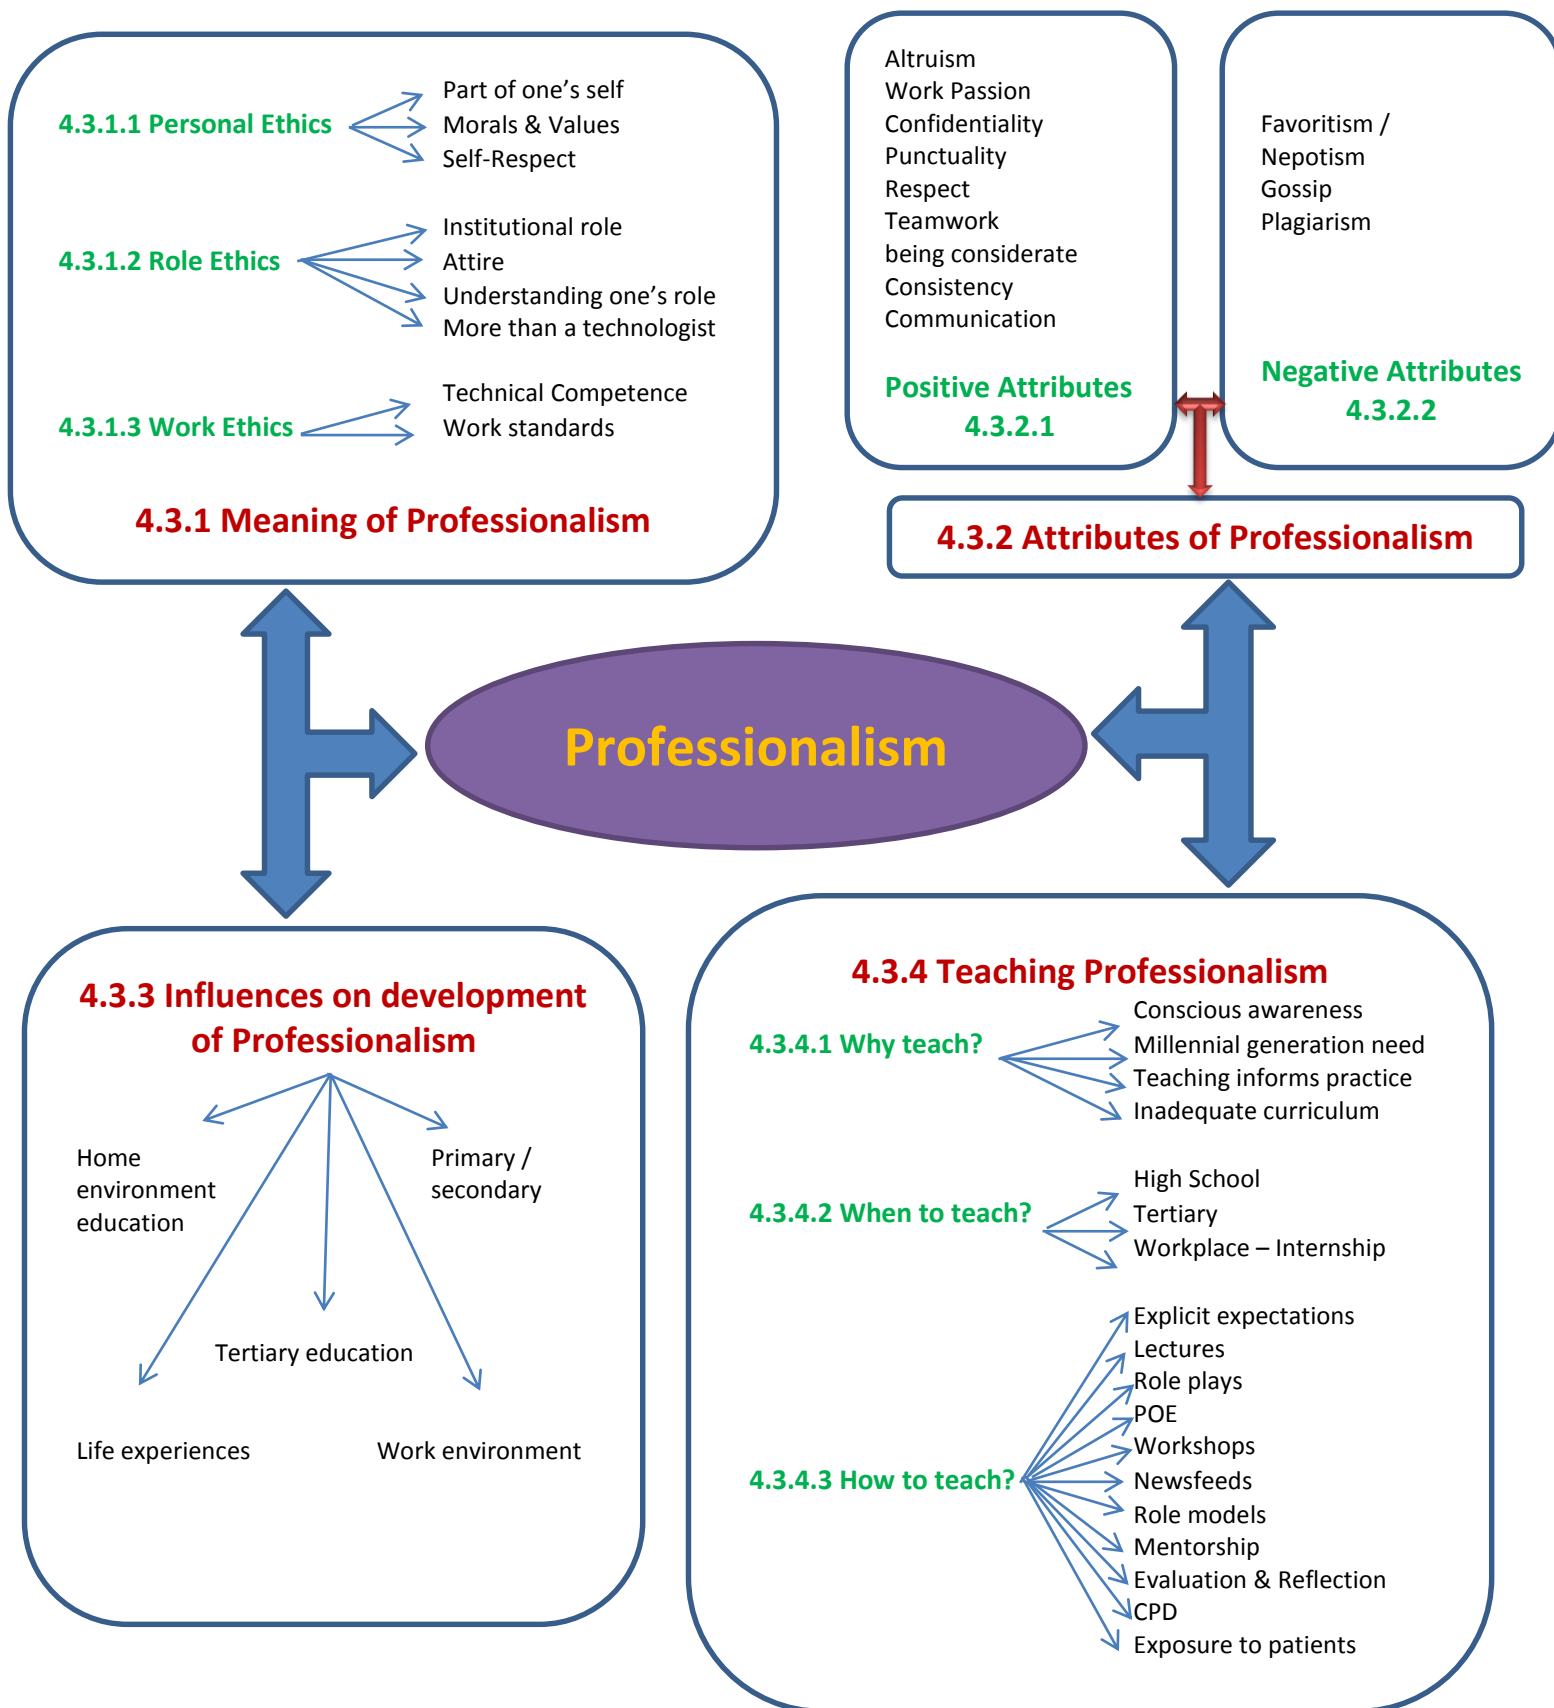 4.3.1.1 Personal Ethics
Part of one’s self
Morals & Values
Self-Respect
4.3.1.2 Role Ethics
Institutional role
Attire
Understanding one’s role
More than a technologist
4.3.1.3 Work Ethics
Technical Competence
Work standards
4.3.1 Meaning of Professionalism
Altruism
Work Passion
Confidentiality
Punctuality
Respect
Teamwork
being considerate
Consistency
Communication
Positive Attributes
4.3.2.1
Favoritism /
Nepotism
Gossip
Plagiarism
Negative Attributes
4.3.2.2
4.3.2 Attributes of Professionalism
Professionalism
4.3.3 Influences on development
of Professionalism
Home
environment
education
Primary /
secondary
Tertiary education
Life experiences
Work environment
4.3.4 Teaching Professionalism
4.3.4.1 Why teach?
Conscious awareness
Millennial generation need
Teaching informs practice
Inadequate curriculum
4.3.4.2 When to teach?
High School
Tertiary
Workplace – Internship
4.3.4.3 How to teach?
Explicit expectations
Lectures
Role plays
POE
Workshops
Newsfeeds
Role models
Mentorship
Evaluation & Reflection
CPD
Exposure to patients